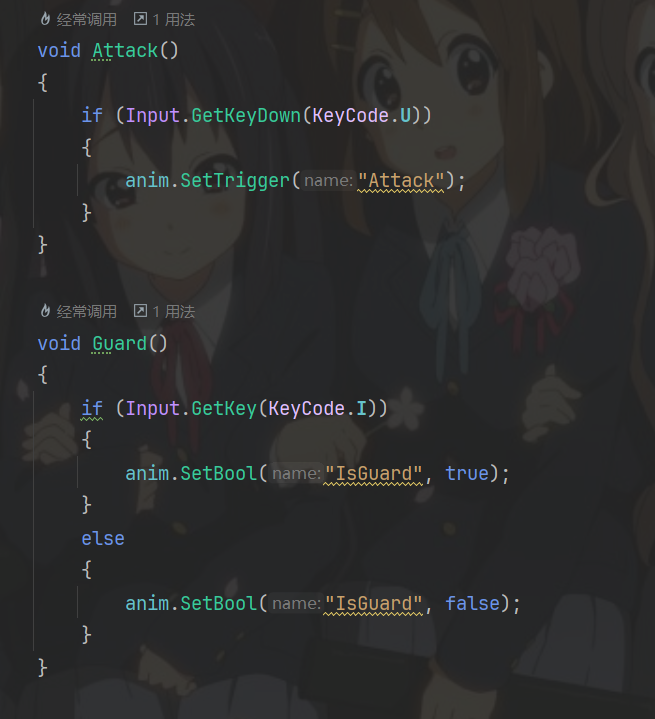 经常调用 1 用法
void Attack()
{
if (Input.GetKeyDown(KeyCode.U))
{
anim.SetTrigger(name:"Attack");
}
}
经常调用 1 用法
void Guard()
{
if (Input.GetKey(KeyCode.I))
{
anim.SetBool(name:"IsGuard", true);
}
else
{
anim.SetBool(name:"IsGuard", false);
}
}